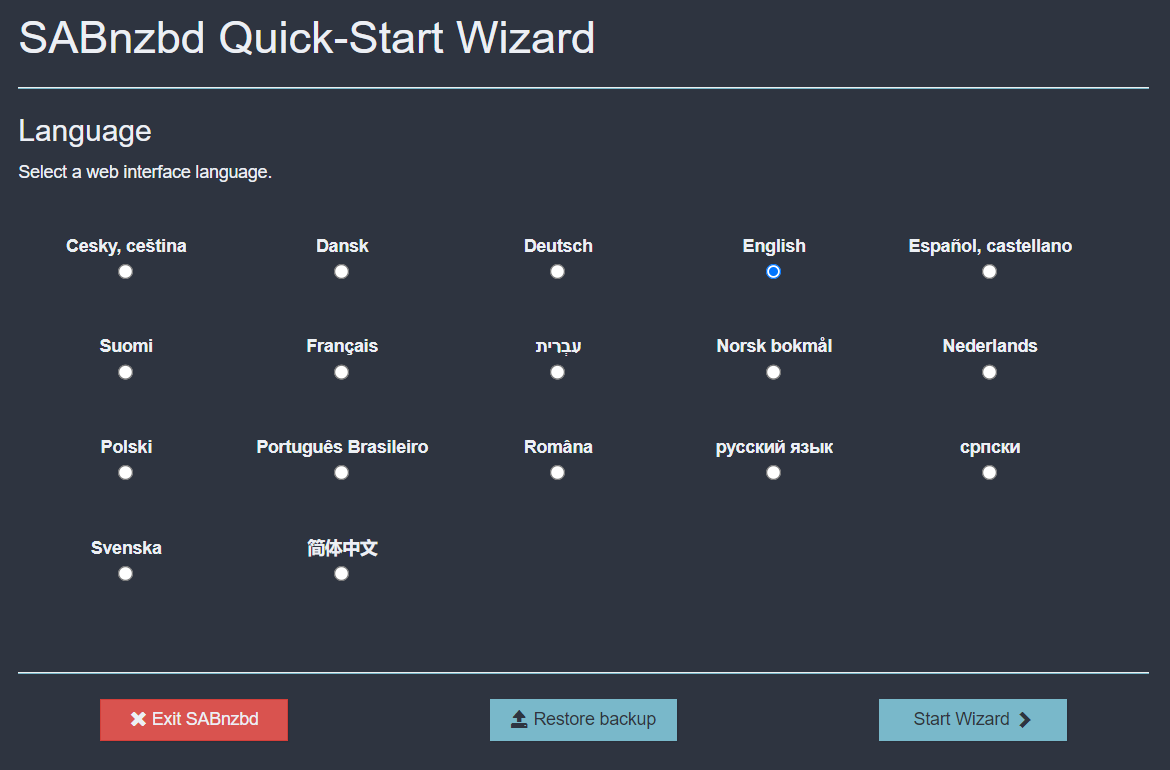 SABnzbd Quick-Start Wizard
Language
Select a web interface language.
Cesky, ceština Dansk Deutsch English Español, castellano
Suomi Français עִבְרִית Norsk bokmål Nederlands
Polski Português Brasileiro Româna русский язык српски
Svenska 简体中文
Exit SABnzbd Restore backup Start Wizard